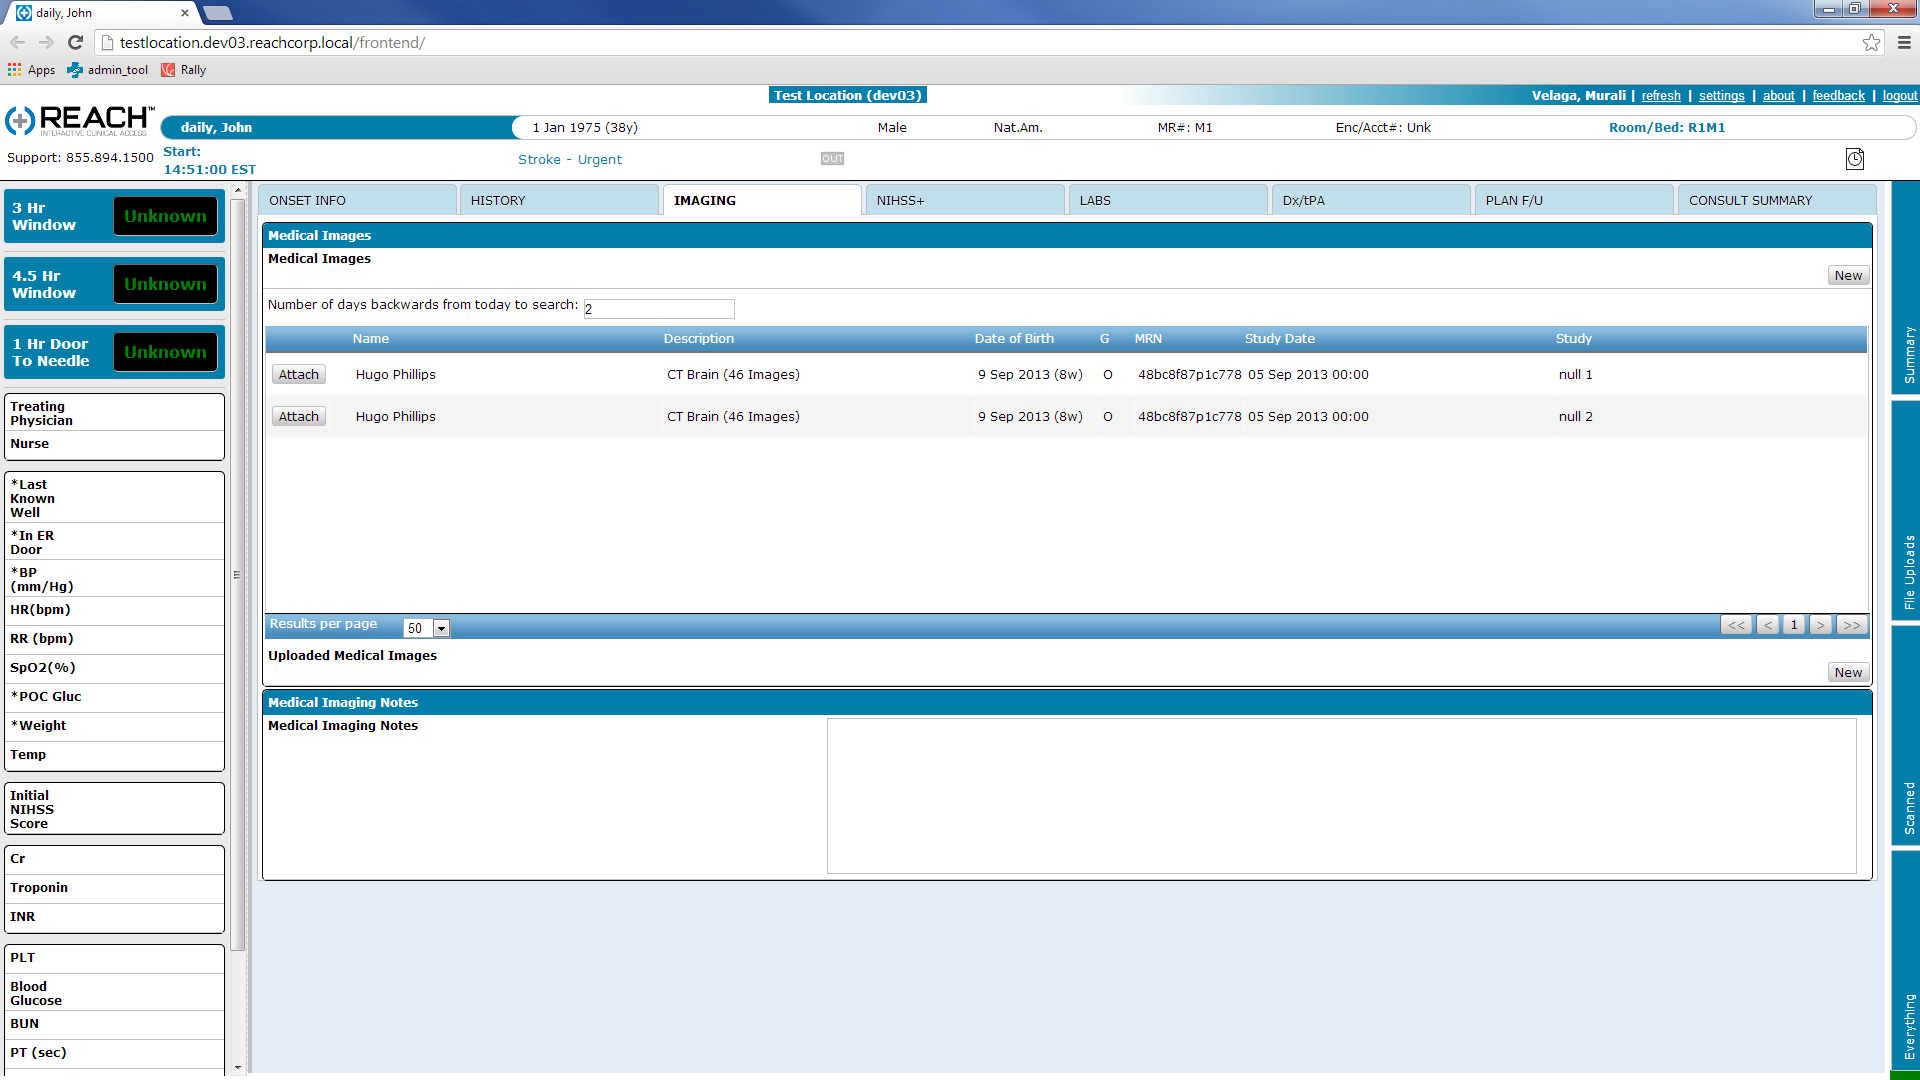 daily, John
testlocation.dev03.reachcorp.local/frontend/
Apps admin_tool Rally
Test Location (dev03) Velaga, Murali | refresh | settings | about | feedback | logout
REACH™
INTERACTIVE CLINICAL ACCESS
daily, John 1 Jan 1975 (38y) Male Nat.Am. MR#: M1 Enc/Acct#: Unk Room/Bed: R1M1
Support: 855.894.1500
Start:
14:51:00 EST
Stroke - Urgent OUT
3 Hr
Window
Unknown
4.5 Hr
Window
Unknown
1 Hr Door
To Needle
Unknown
Treating
Physician
Nurse
*Last
Known
Well
*In ER
Door
*BP
(mm/Hg)
HR(bpm)
RR (bpm)
SpO2(%)
*POC Gluc
*Weight
Temp
Initial
NIHSS
Score
Cr
Troponin
INR
PLT
Blood
Glucose
BUN
PT (sec)
ONSET INFO HISTORY IMAGING NIHSS+ LABS Dx/tPA PLAN F/U CONSULT SUMMARY
Medical Images
Medical Images
New
Number of days backwards from today to search: 2
Name Description Date of Birth G MRN Study Date Study
Attach Hugo Phillips CT Brain (46 Images) 9 Sep 2013 (8w) O 48bc8f87p1c778 05 Sep 2013 00:00 null 1
Attach Hugo Phillips CT Brain (46 Images) 9 Sep 2013 (8w) O 48bc8f87p1c778 05 Sep 2013 00:00 null 2
Results per page 50 << < 1 > >>
Uploaded Medical Images
New
Medical Imaging Notes
Medical Imaging Notes
Summary
File Uploads
Scanned
Everything